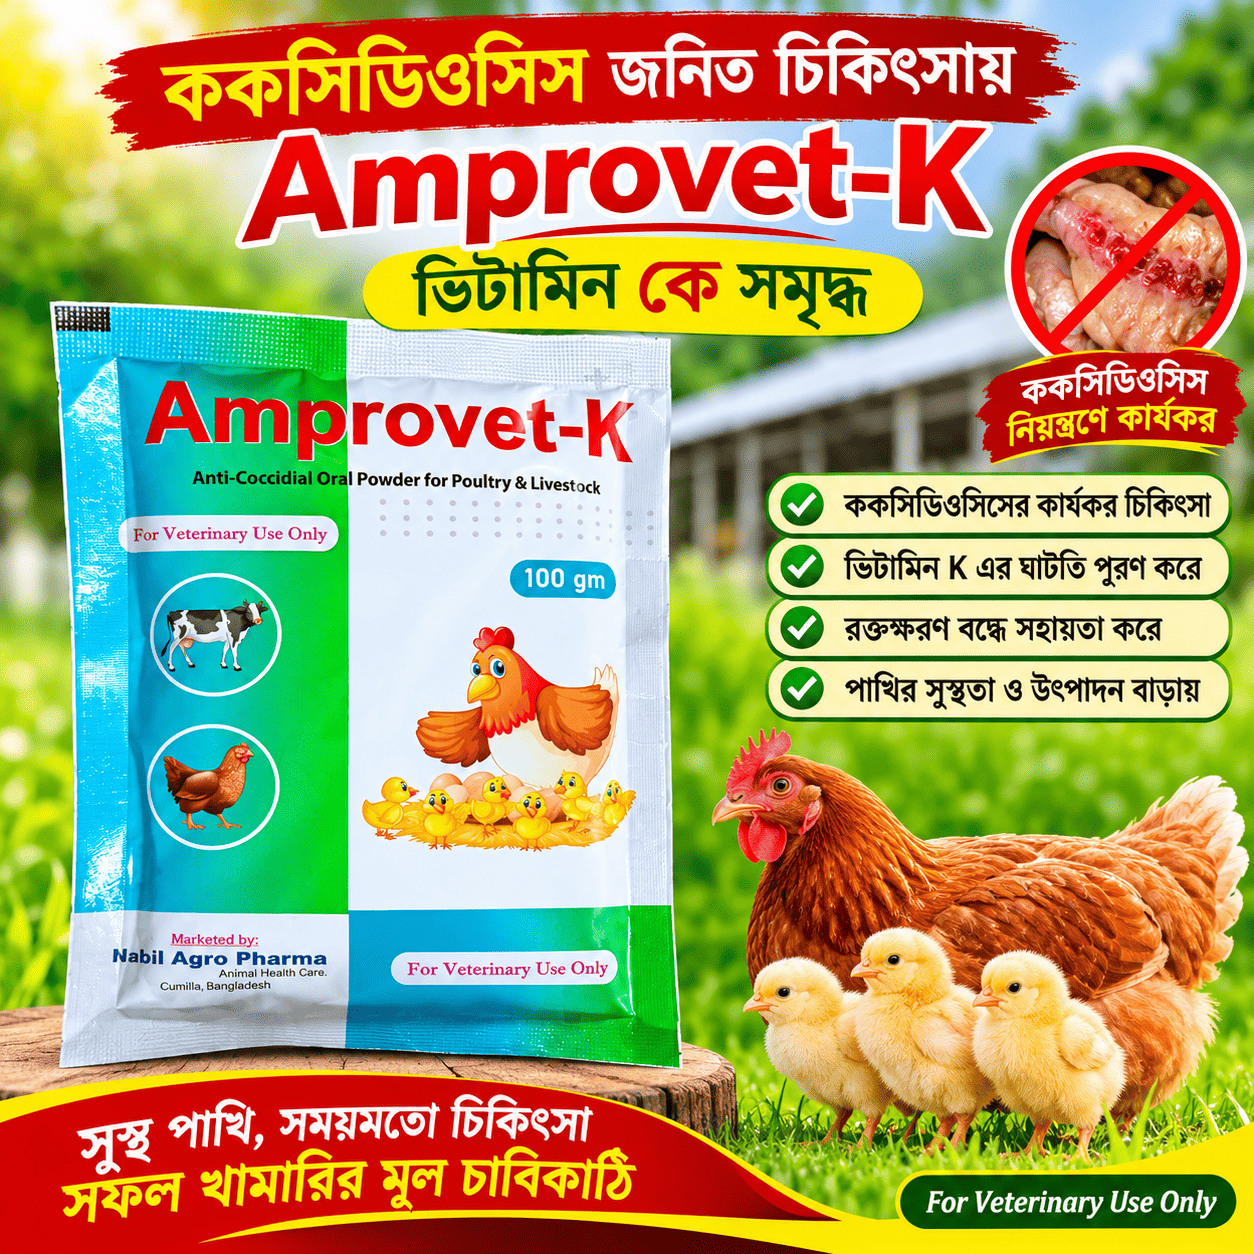 ককসিডিওসিস জনিত চিকিৎসায়
Amprovet-K
ভিটামিন কে সমৃদ্ধ
ককসিডিওসিস
নিয়ন্ত্রণে কার্যকর
ককসিডিওসিসের কার্যকর চিকিৎসা
ভিটামিন K এর ঘাটতি পুরণ করে
রক্তক্ষরণ বন্ধে সহায়তা করে
পাখির সুস্থতা ও উৎপাদন বাড়ায়
Amprovet-K
Anti-Coccidial Oral Powder for Poultry & Livestock
For Veterinary Use Only
100 gm
Marketed by:
Nabil Agro Pharma
Animal Health Care.
Cumilla, Bangladesh
For Veterinary Use Only
সুস্থ পাখি, সময়মতো চিকিৎসা
সফল খামারির মুল চাবিকাঠি
For Veterinary Use Only